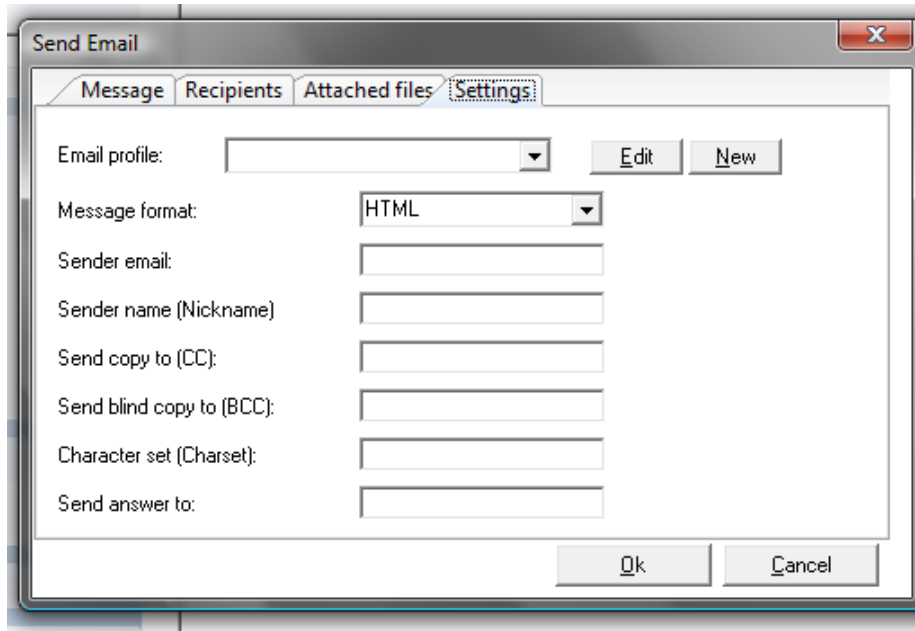 Send Email
Message Recipients Attached files Settings
Email profile: Edit New
Message format: HTML
Sender email:
Sender name (Nickname)
Send copy to (CC):
Send blind copy to (BCC):
Character set (Charset):
Send answer to:
Ok Cancel